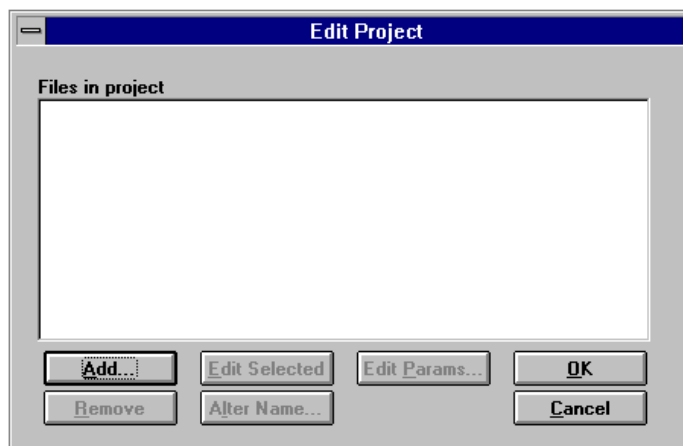 Edit Project
Files in project
Add... Edit Selected Edit Params... OK
Remove Alter Name... Cancel